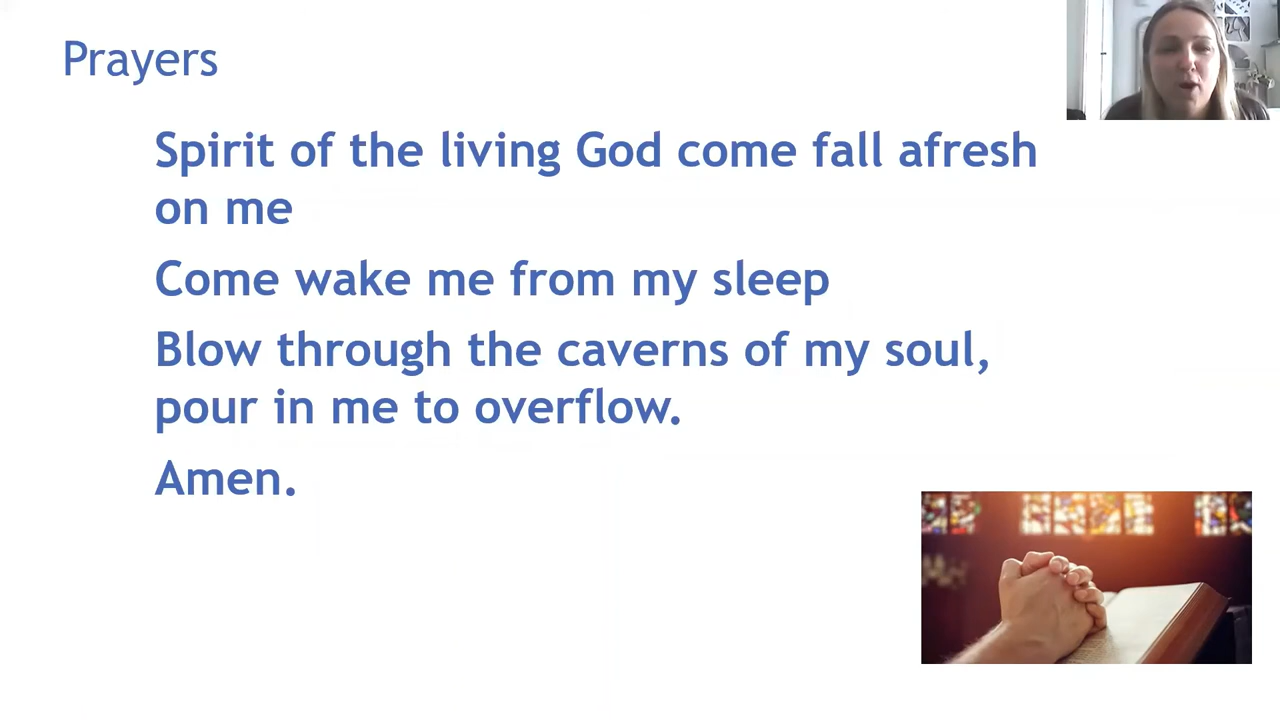 Prayers
Spirit of the living God come fall afresh
on me
Come wake me from my sleep
Blow through the caverns of my soul,
pour in me to overflow.
Amen.